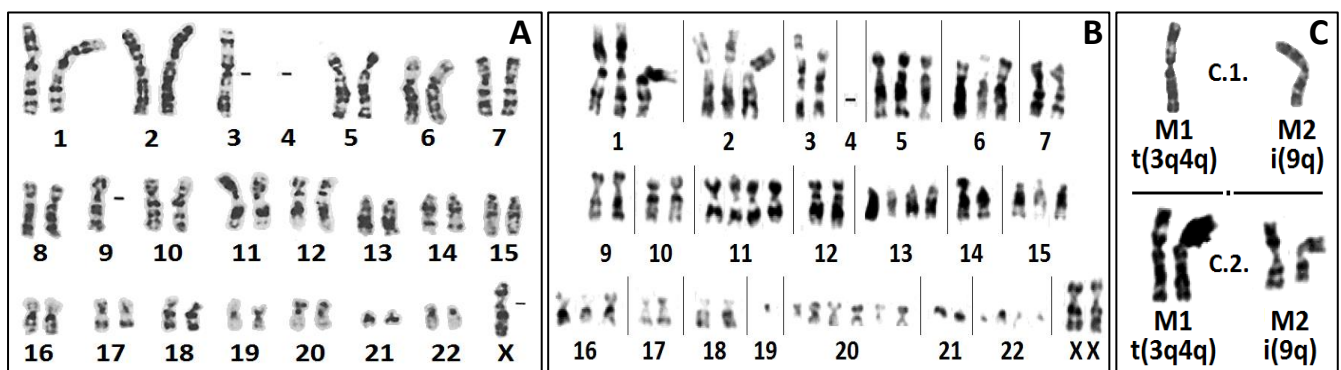 A
1 2 3 4 5 6 7
8 9 10 11 12 13 14 15
16 17 18 19 20 21 22 X
B
1 2 3 4 5 6 7
9 10 11 12 13 14 15
16 17 18 19 20 21 22 X X
C
C.1.
M1 M2
t(3q4q) i(9q)
C.2.
M1 M2
t(3q4q) i(9q)